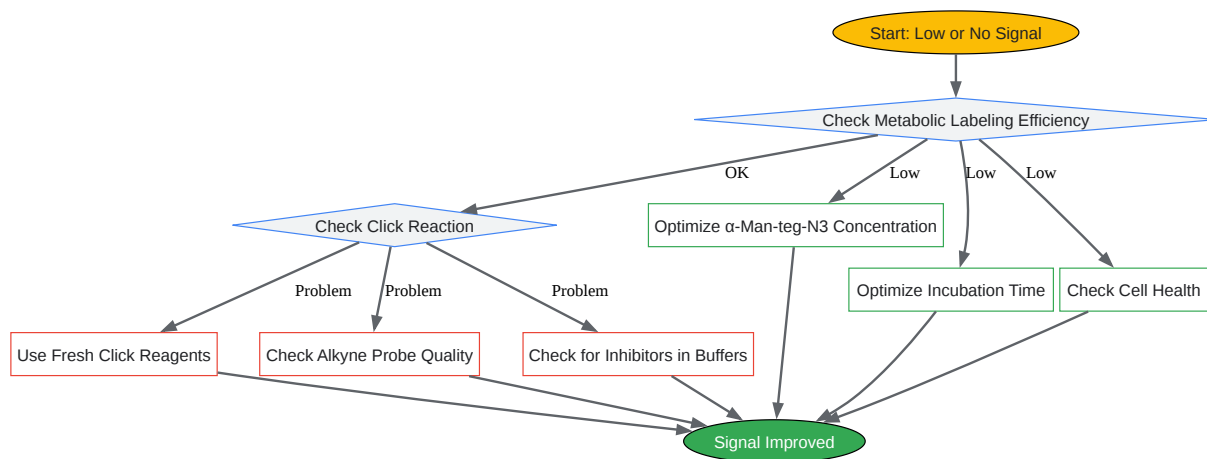 Start: Low or No Signal
Check Metabolic Labeling Efficiency
OK
Low
Low
Low
Check Click Reaction
Optimize α-Man-teg-N3 Concentration
Problem
Problem
Problem
Optimize Incubation Time
Check Cell Health
Use Fresh Click Reagents
Check Alkyne Probe Quality
Check for Inhibitors in Buffers
Signal Improved